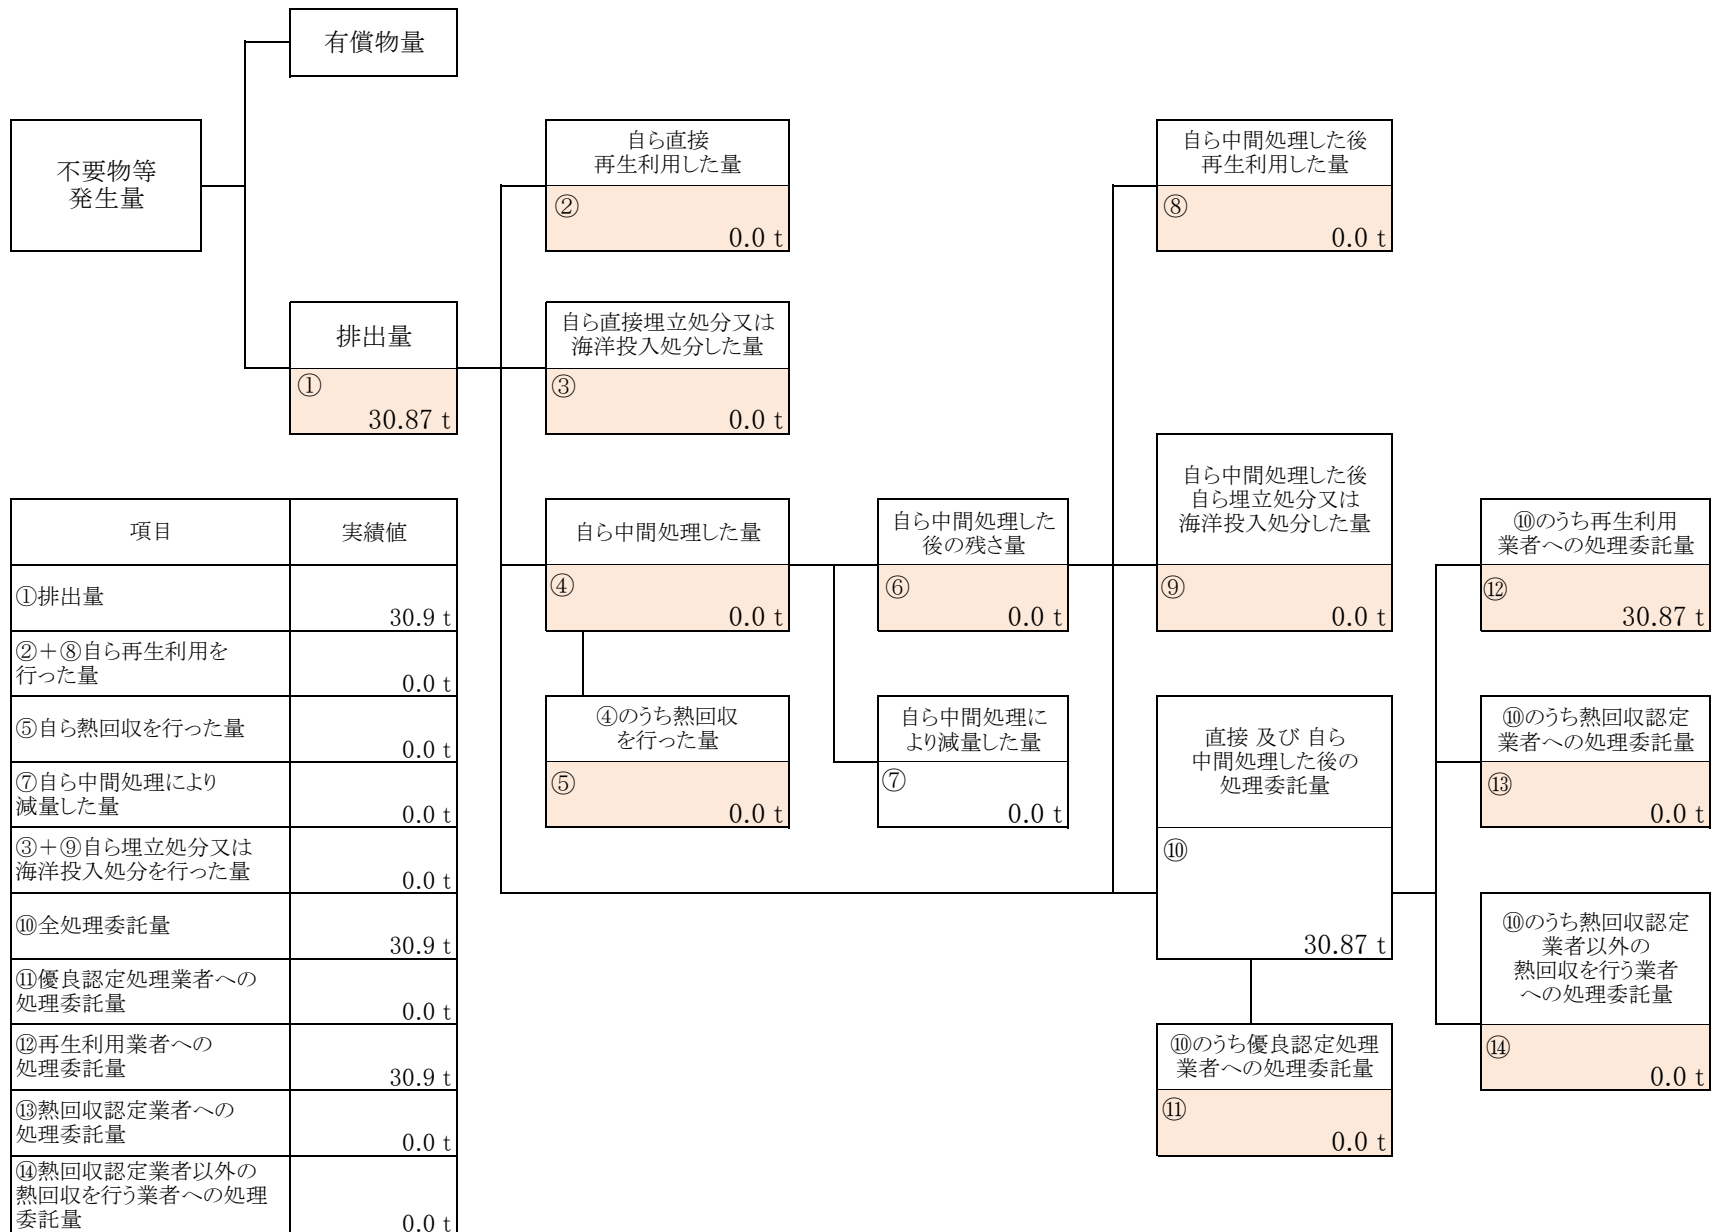 有償物量
不要物等
発生量
自ら直接
再生利用した量
②
0.0 t
自ら中間処理した後
再生利用した量
⑧
0.0 t
排出量
①
30.87 t
自ら直接埋立処分又は
海洋投入処分した量
③
0.0 t
自ら中間処理した量
④
0.0 t
自ら中間処理した
後の残さ量
⑥
0.0 t
自ら中間処理した後
自ら埋立処分又は
海洋投入処分した量
⑨
0.0 t
⑩のうち再生利用
業者への処理委託量
⑫
30.87 t
④のうち熱回収
を行った量
⑤
0.0 t
自ら中間処理に
より減量した量
⑦
0.0 t
直接 及び 自ら
中間処理した後の
処理委託量
⑩
30.87 t
⑩のうち熱回収認定
業者への処理委託量
⑬
0.0 t
⑩のうち優良認定処理
業者への処理委託量
⑪
0.0 t
⑩のうち熱回収認定
業者以外の
熱回収を行う業者
への処理委託量
⑭
0.0 t
項目 実績値
①排出量
30.9 t
②＋⑧自ら再生利用を
行った量
0.0 t
⑤自ら熱回収を行った量
0.0 t
⑦自ら中間処理により
減量した量
0.0 t
③＋⑨自ら埋立処分又は
海洋投入処分を行った量
0.0 t
⑩全処理委託量
30.9 t
⑪優良認定処理業者への
処理委託量
0.0 t
⑫再生利用業者への
処理委託量
30.9 t
⑬熱回収認定業者への
処理委託量
0.0 t
⑭熱回収認定業者以外の
熱回収を行う業者への処理
委託量
0.0 t